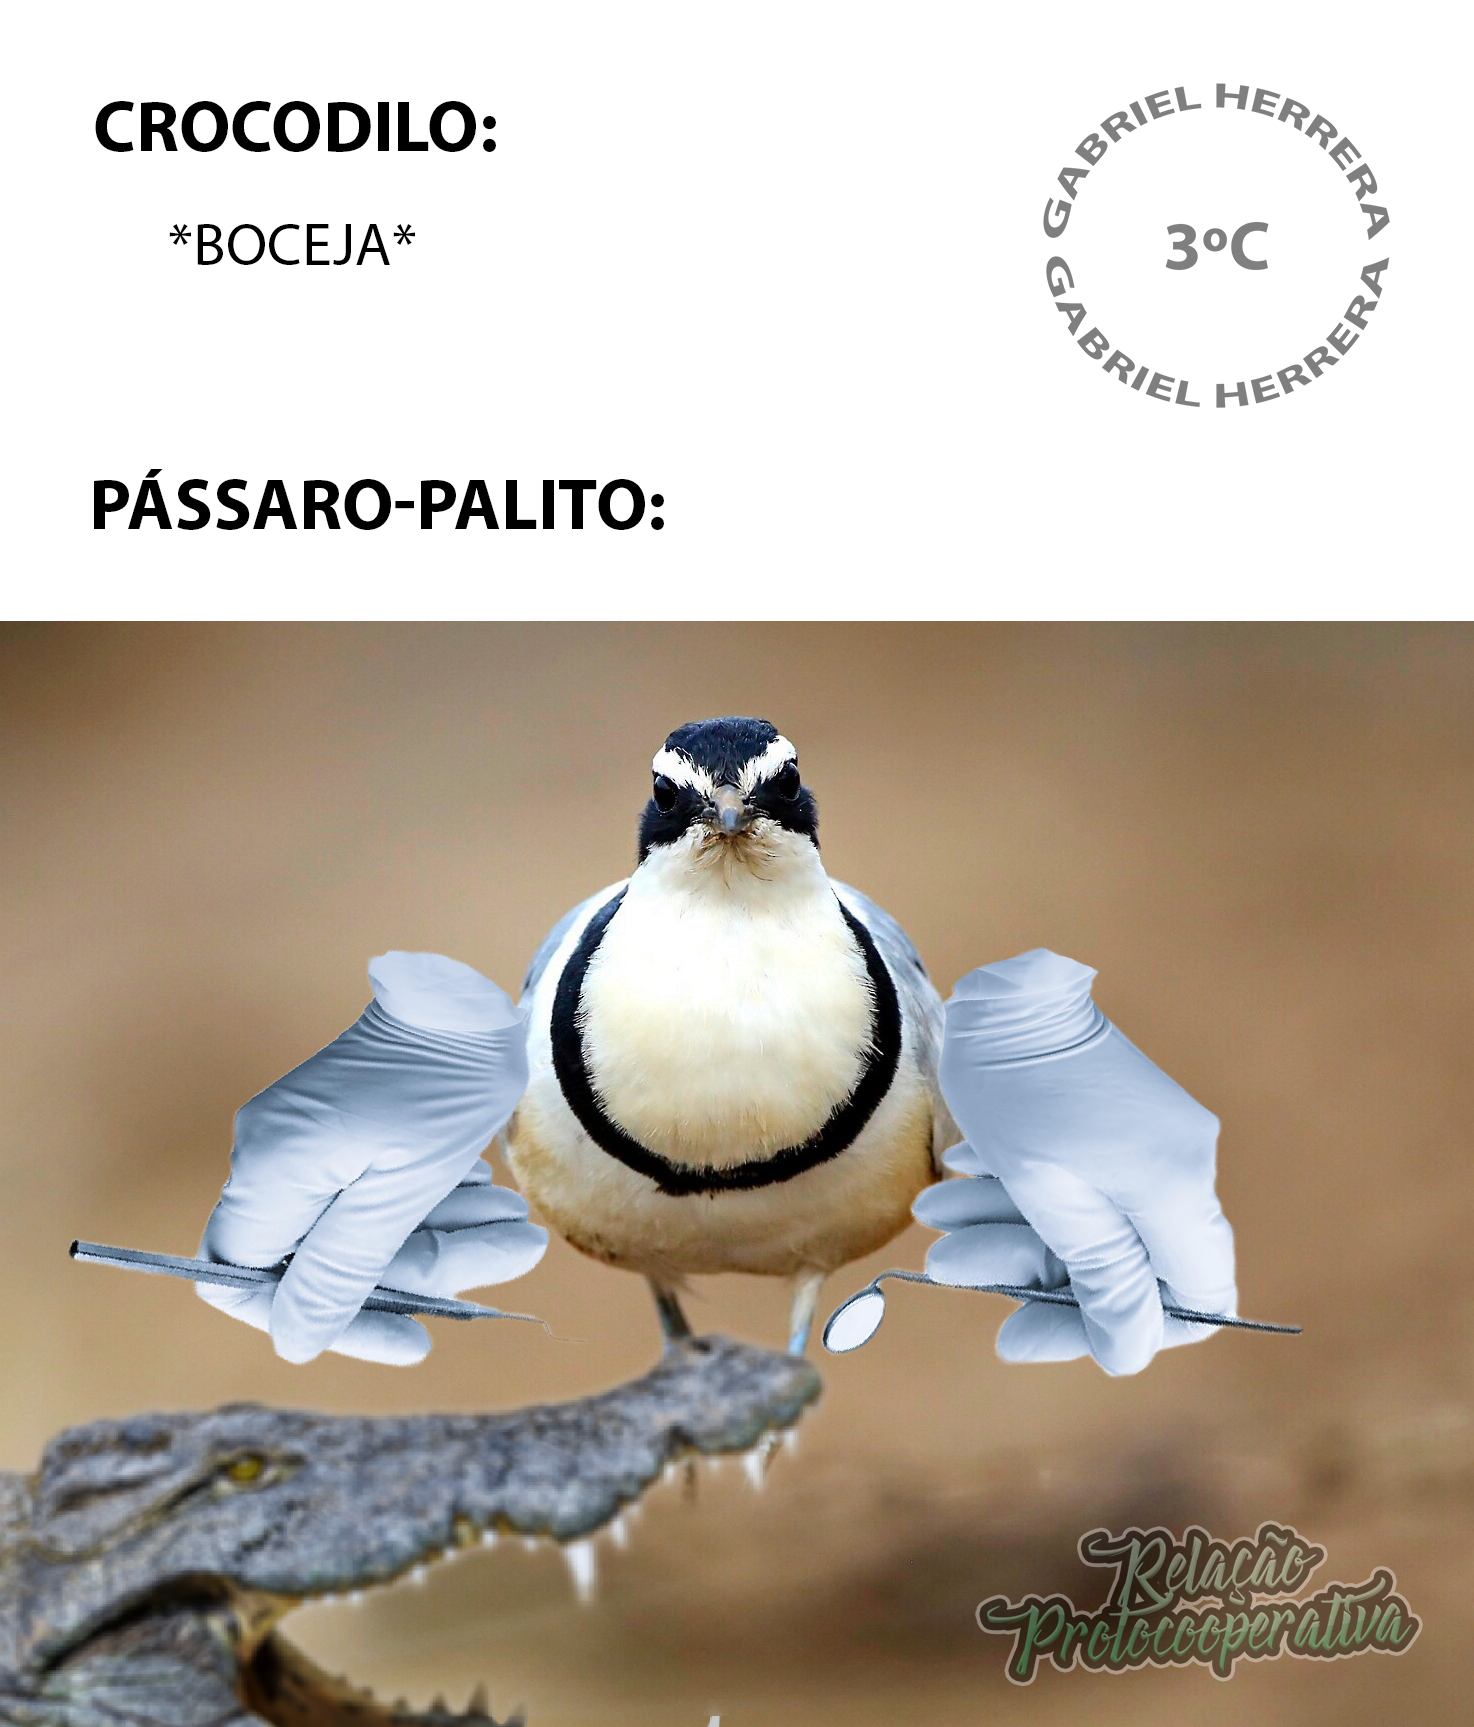 CROCODILO:
*BOCEJA*
GABRIEL HERRERA
3ºC
GABRIEL HERRERA
PÁSSARO-PALITO:
Relação
Protocooperativa